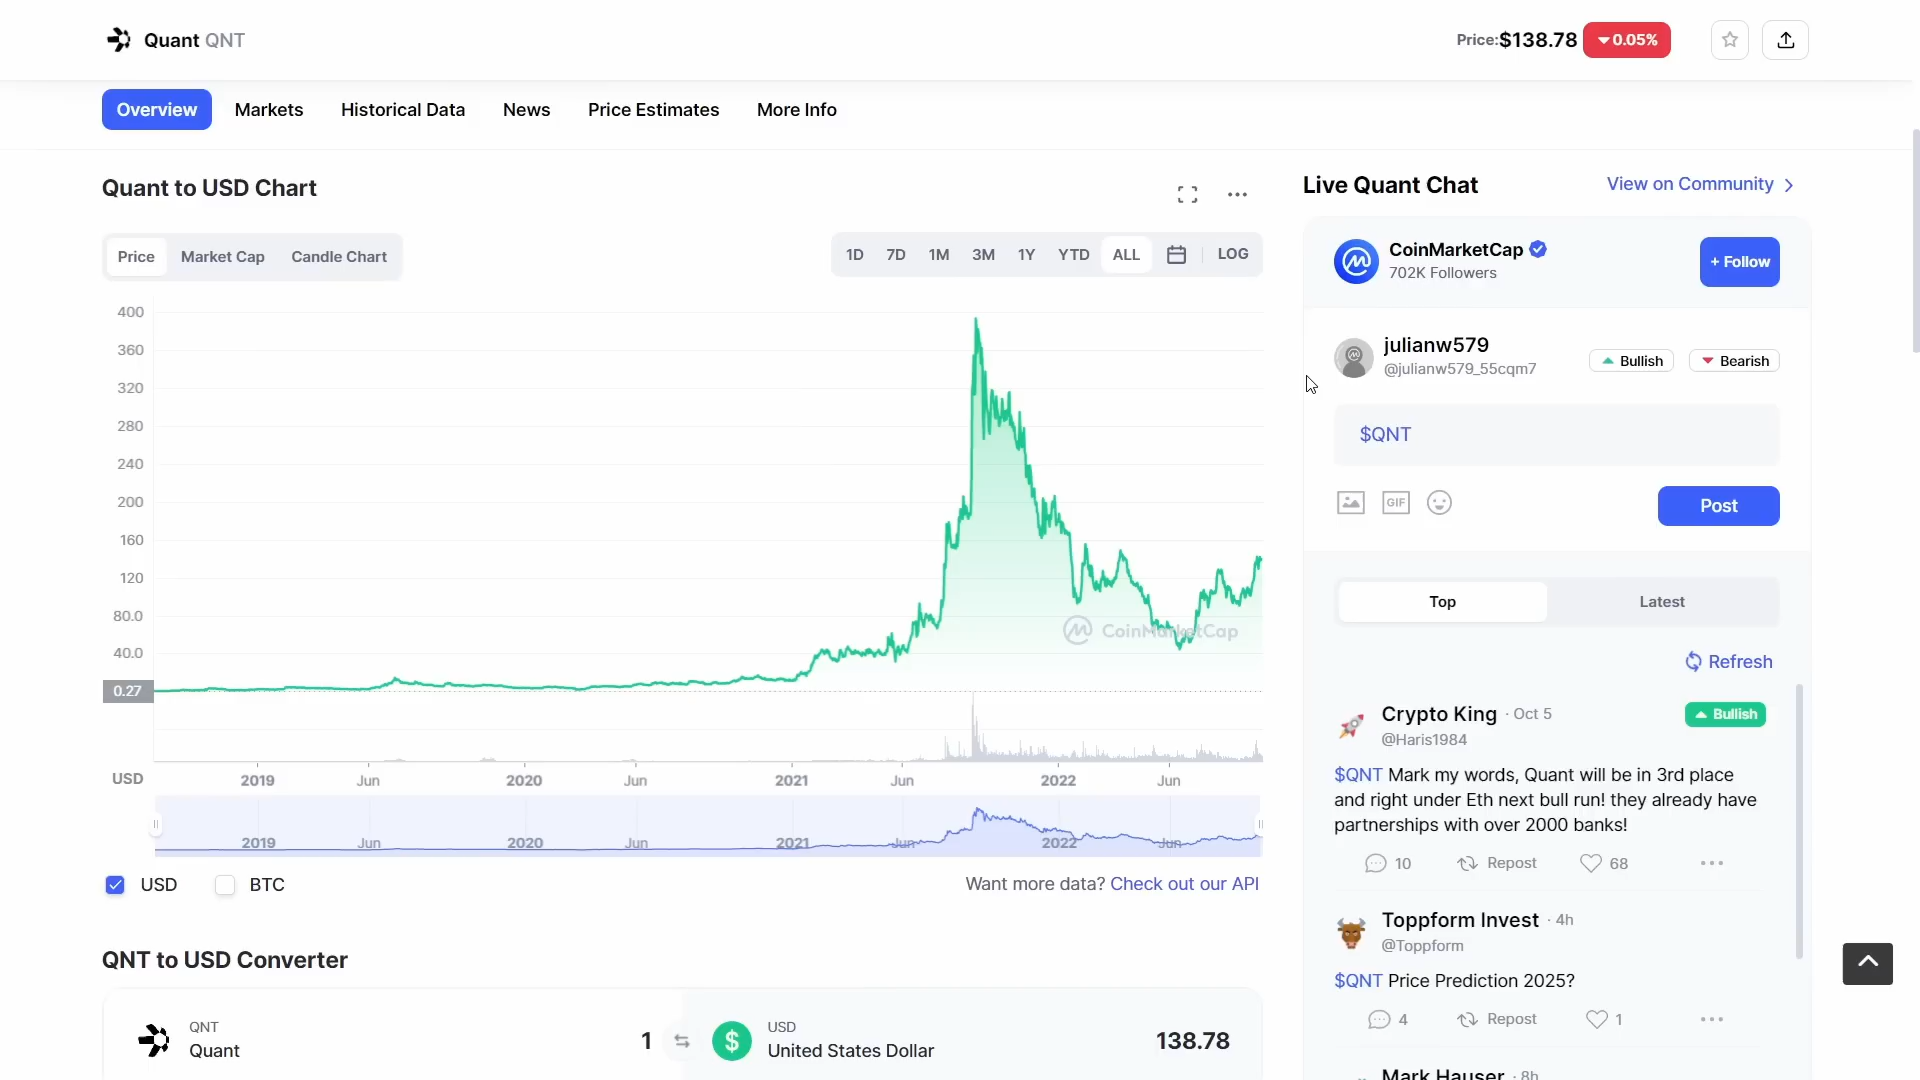 Quant QNT
Price:$138.78 0.05%
Overview Markets Historical Data News Price Estimates More Info
Quant to USD Chart
Price Market Cap Candle Chart
1D 7D 1M 3M 1Y YTD ALL LOG
400
360
320
280
240
200
160
120
80.0
40.0
0.27
CoinMarketCap
USD 2019 Jun 2020 Jun 2021 Jun 2022 Jun
2019 Jun 2020 Jun 2021 Jun 2022 Jun
USD BTC
Want more data? Check out our API
QNT to USD Converter
QNT
Quant
1
USD
United States Dollar
138.78
Live Quant Chat
View on Community
CoinMarketCap
702K Followers
+ Follow
julianw579
@julianw579_55cqm7
Bullish
Bearish
$QNT
GIF
Post
Top Latest
Refresh
Crypto King · Oct 5
@Haris1984
Bullish
$QNT Mark my words, Quant will be in 3rd place
and right under Eth next bull run! they already have
partnerships with over 2000 banks!
10 Repost 68
Toppform Invest · 4h
@Toppform
$QNT Price Prediction 2025?
4 Repost 1
Mark Hauser · 8h